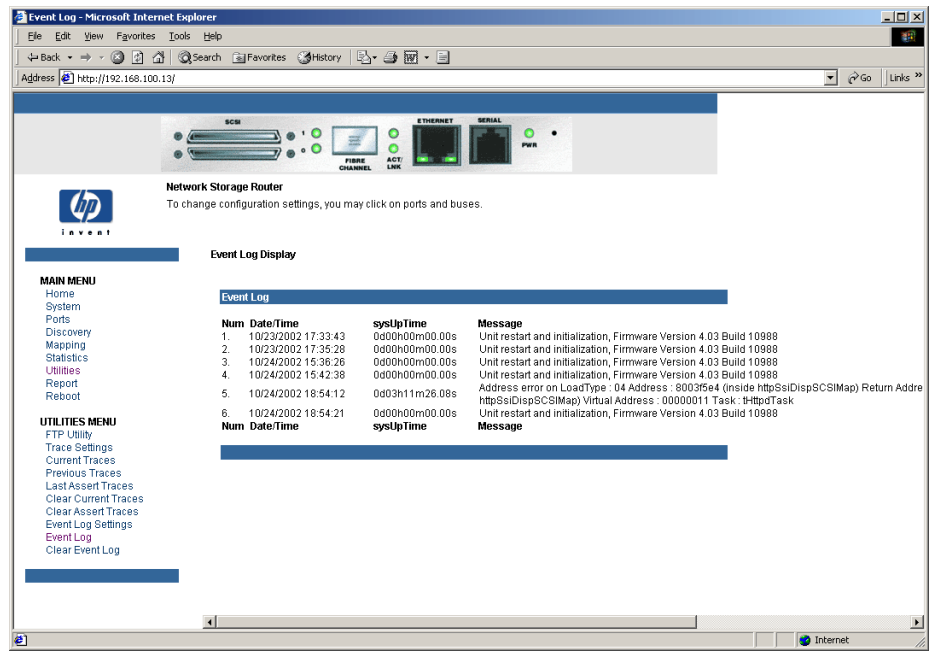 Event Log - Microsoft Internet Explorer
File Edit View Favorites Tools Help
Back Search Favorites History
Address http://192.168.100.13/ Go Links »
SCSI ETHERNET SERIAL
1
0
FIBRE CHANNEL ACT/ LNK PWR
hp
invent
Network Storage Router
To change configuration settings, you may click on ports and buses.
Event Log Display
MAIN MENU
Home
System
Ports
Discovery
Mapping
Statistics
Utilities
Report
Reboot
UTILITIES MENU
FTP Utility
Trace Settings
Current Traces
Previous Traces
Last Assert Traces
Clear Current Traces
Clear Assert Traces
Event Log Settings
Event Log
Clear Event Log
Event Log
Num Date/Time sysUpTime Message
1. 10/23/2002 17:33:43 0d00h00m00.00s Unit restart and initialization, Firmware Version 4.03 Build 10988
2. 10/23/2002 17:35:28 0d00h00m00.00s Unit restart and initialization, Firmware Version 4.03 Build 10988
3. 10/24/2002 15:36:26 0d00h00m00.00s Unit restart and initialization, Firmware Version 4.03 Build 10988
4. 10/24/2002 15:42:38 0d00h00m00.00s Unit restart and initialization, Firmware Version 4.03 Build 10988
5. 10/24/2002 18:54:12 0d03h11m26.08s Address error on LoadType : 04 Address : 8003f5e4 (inside httpSsiDispSCSIMap) Return Addre
httpSsiDispSCSIMap) Virtual Address : 00000011 Task : tHttpdTask
6. 10/24/2002 18:54:21 0d00h00m00.00s Unit restart and initialization, Firmware Version 4.03 Build 10988
Num Date/Time sysUpTime Message
Internet